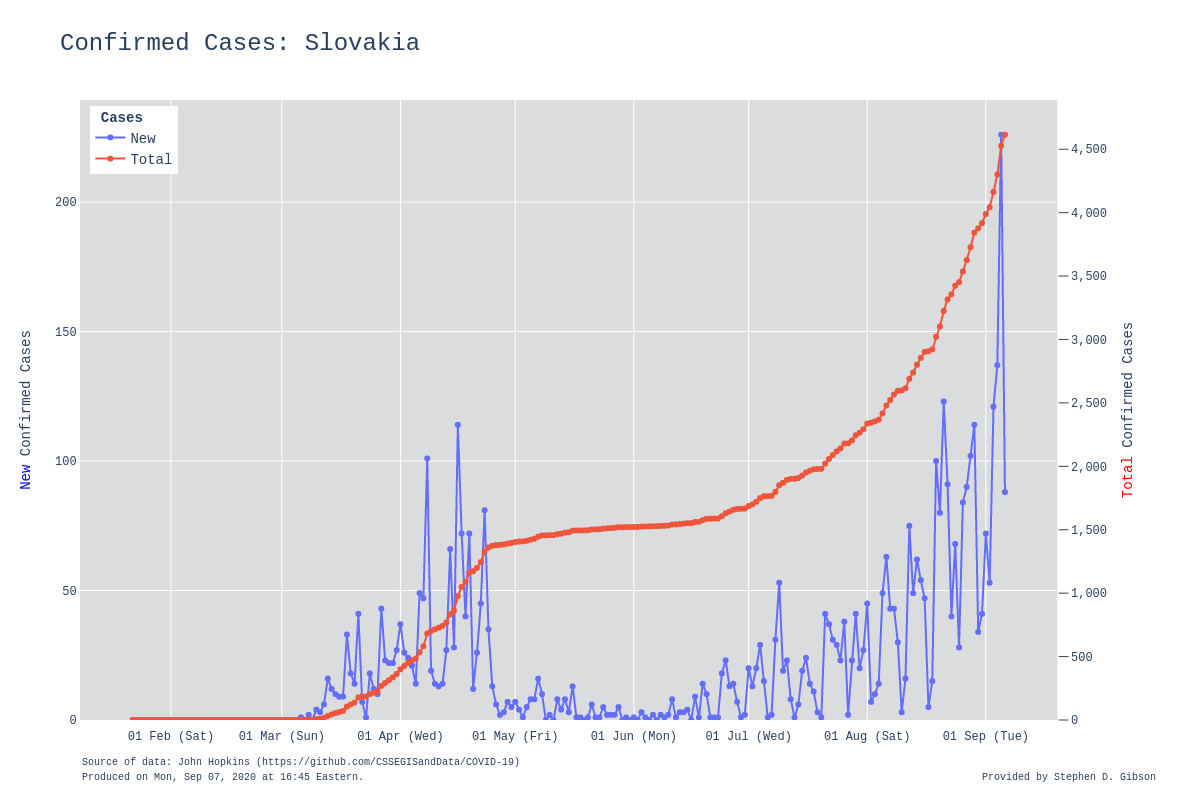 Confirmed Cases: Slovakia
Cases
New
Total
200
150
100
50
0
4,500
4,000
3,500
3,000
2,500
2,000
1,500
1,000
500
0
New Confirmed Cases
Total Confirmed Cases
01 Feb (Sat) 01 Mar (Sun) 01 Apr (Wed) 01 May (Fri) 01 Jun (Mon) 01 Jul (Wed) 01 Aug (Sat) 01 Sep (Tue)
Source of data: John Hopkins (https://github.com/CSSEGISandData/COVID-19)
Produced on Mon, Sep 07, 2020 at 16:45 Eastern.
Provided by Stephen D. Gibson